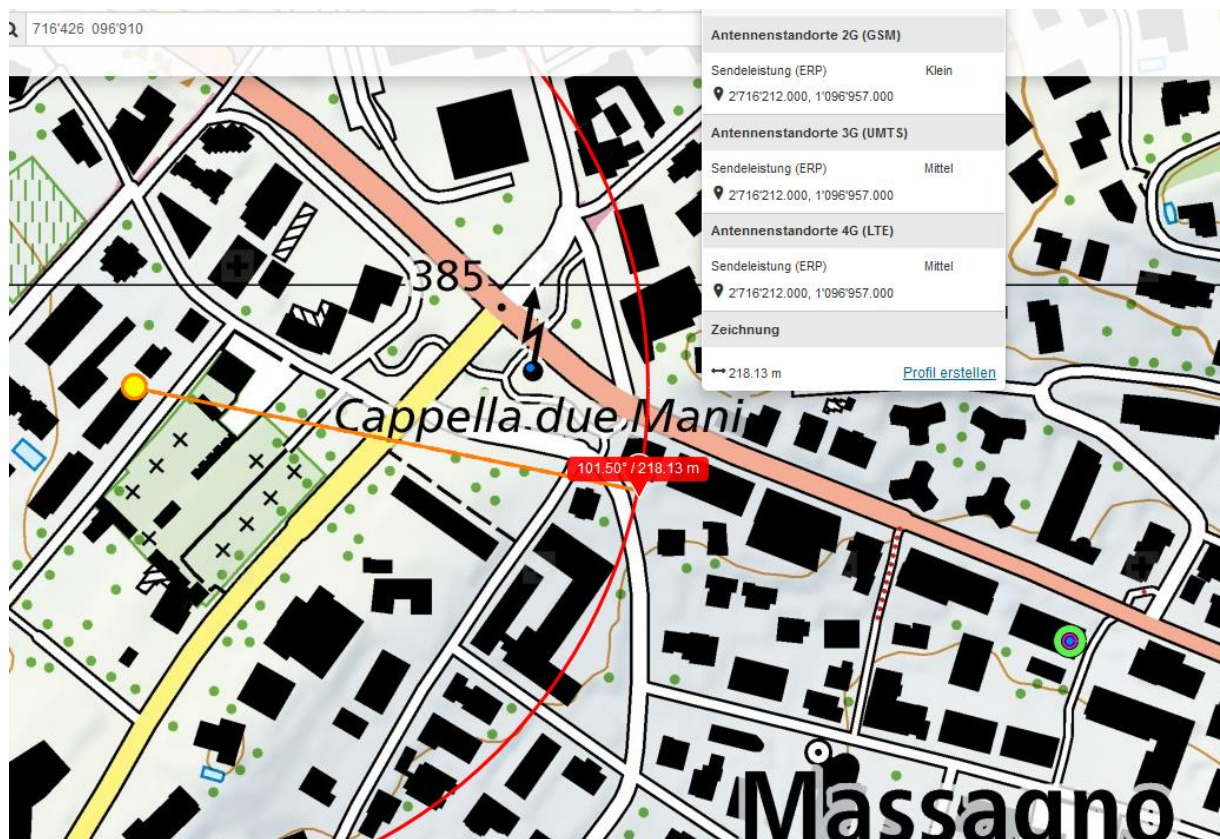 716'426 096'910
Antennenstandorte 2G (GSM)
Sendeleistung (ERP) Klein
2'716'212.000, 1'096'957.000
Antennenstandorte 3G (UMTS)
Sendeleistung (ERP) Mittel
2'716'212.000, 1'096'957.000
Antennenstandorte 4G (LTE)
Sendeleistung (ERP) Mittel
2'716'212.000, 1'096'957.000
Zeichnung
218.13 m Profil erstellen
385
Cappella due Mani
101.50° / 218.13 m
Massagno